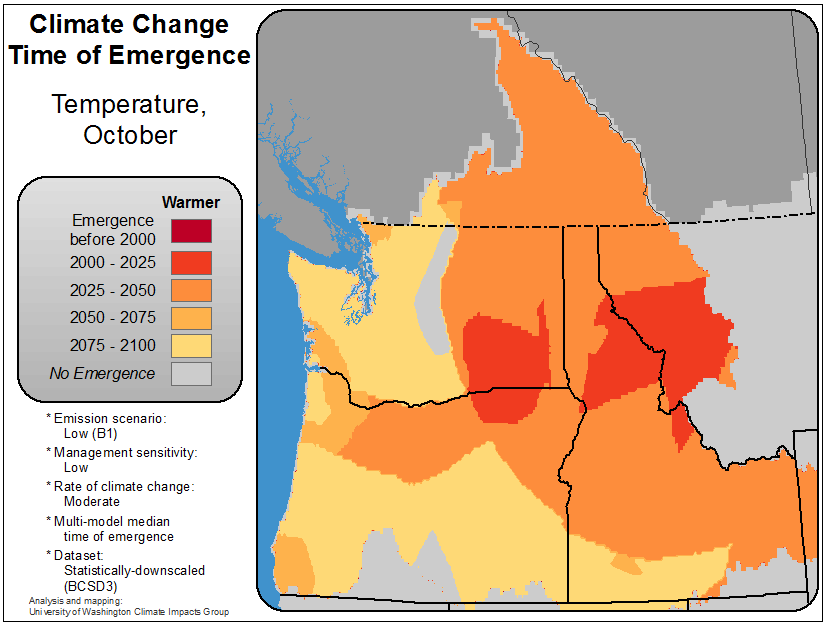 Climate Change
Time of Emergence
Temperature,
October
Warmer
Emergence
before 2000
2000 - 2025
2025 - 2050
2050 - 2075
2075 - 2100
No Emergence
* Emission scenario:
Low (B1)
* Management sensitivity:
Low
* Rate of climate change:
Moderate
* Multi-model median
time of emergence
* Dataset:
Statistically-downscaled
(BCSD3)
Analysis and mapping:
University of Washington Climate Impacts Group